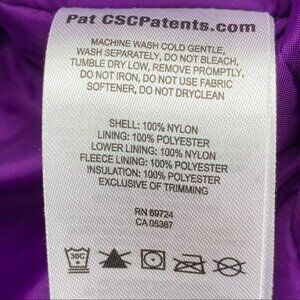 Pat CSCPatents.com
MACHINE WASH COLD GENTLE,
WASH SEPARATELY, DO NOT BLEACH,
TUMBLE DRY LOW, REMOVE PROMPTLY,
DO NOT IRON, DO NOT USE FABRIC
SOFTENER, DO NOT DRYCLEAN
SHELL: 100% NYLON
LINING: 100% POLYESTER
LOWER LINING: 100% NYLON
FLEECE LINING: 100% POLYESTER
INSULATION: 100% POLYESTER
EXCLUSIVE OF TRIMMING
RN 69724
CA 05367
30C